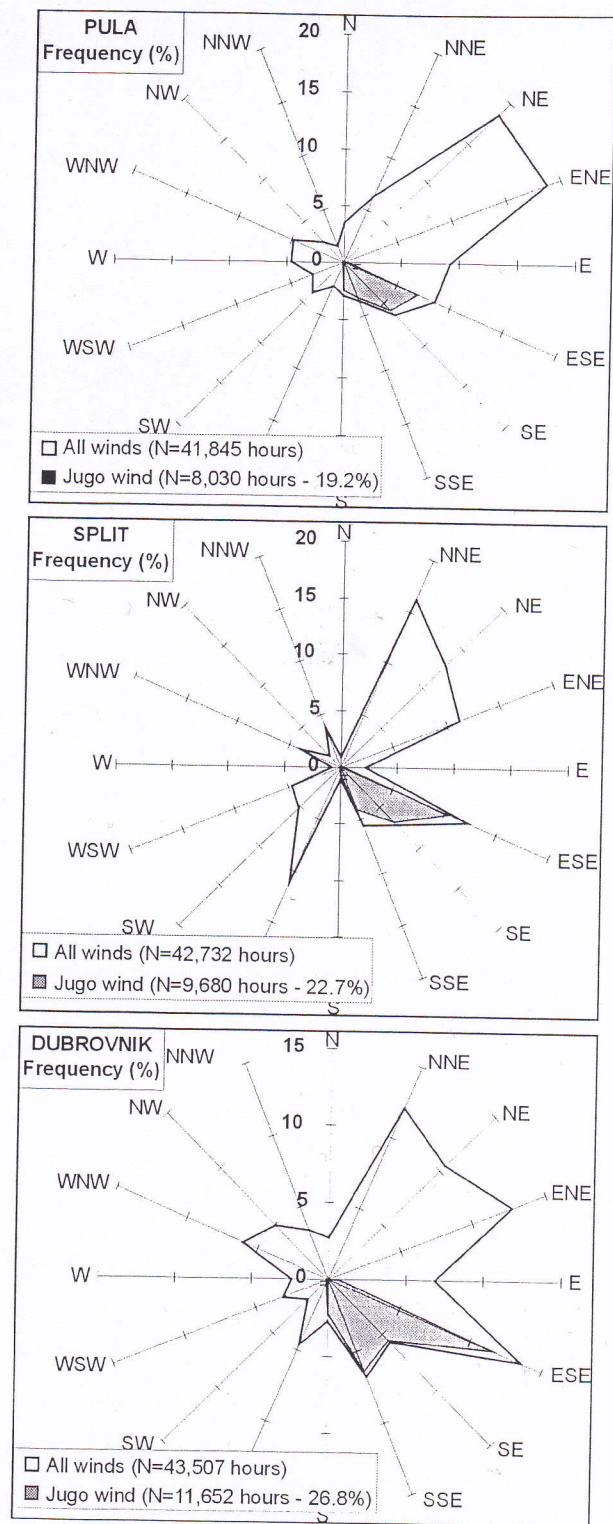 PULA
Frequency (%)
20
N
NNW
NNE
NW
15
NE
WNW
10
ENE
5
W
0
E
WSW
ESE
SW
SE
SSE
S
All winds (N=41,845 hours)
Jugo wind (N=8,030 hours - 19.2%)
SPLIT
Frequency (%)
20
N
NNW
NNE
NW
15
NE
WNW
10
ENE
5
W
0
E
WSW
ESE
SW
SE
SSE
S
All winds (N=42,732 hours)
Jugo wind (N=9,680 hours - 22.7%)
DUBROVNIK
Frequency (%)
15
N
NNW
NNE
NW
10
NE
WNW
5
ENE
W
0
E
WSW
ESE
SW
SE
SSE
S
All winds (N=43,507 hours)
Jugo wind (N=11,652 hours - 26.8%)